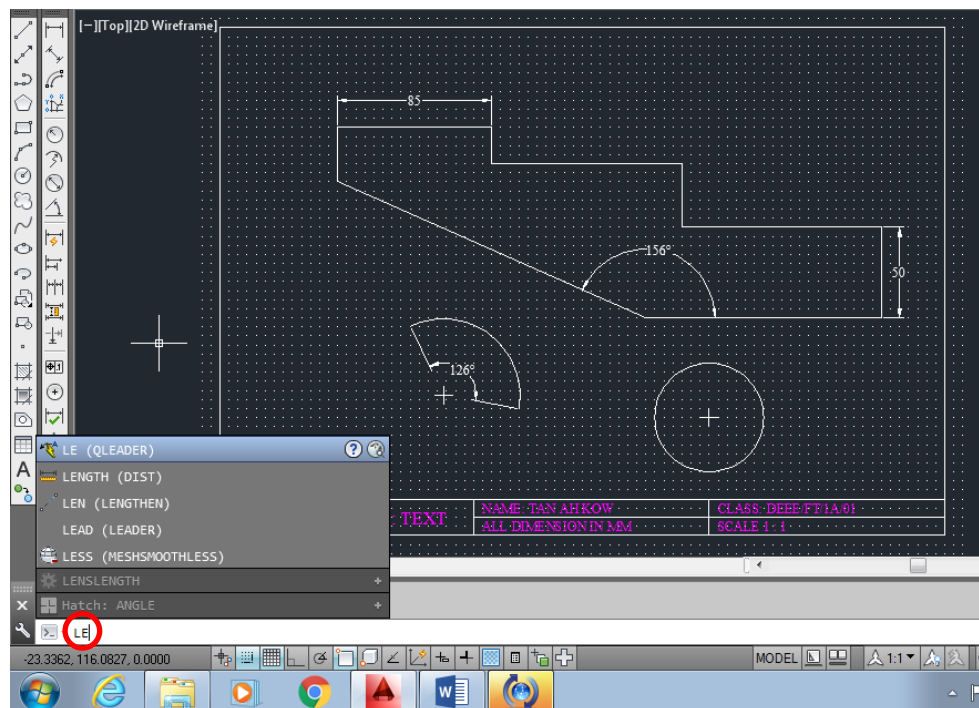 [−][Top][2D Wireframe]
85
156°
50
126°
LE (QLEADER)
LENGTH (DIST)
LEN (LENGTHEN)
LEAD (LEADER)
LESS (MESHSMOOTHLESS)
LENSLENGTH
Hatch: ANGLE
LE
TEXT
NAME: TAN AH KOW
CLASS: DEEE/FT/1A/01
ALL DIMENSION IN MM
SCALE 1 : 1
-23.3362, 116.0827, 0.0000
MODEL
1:1